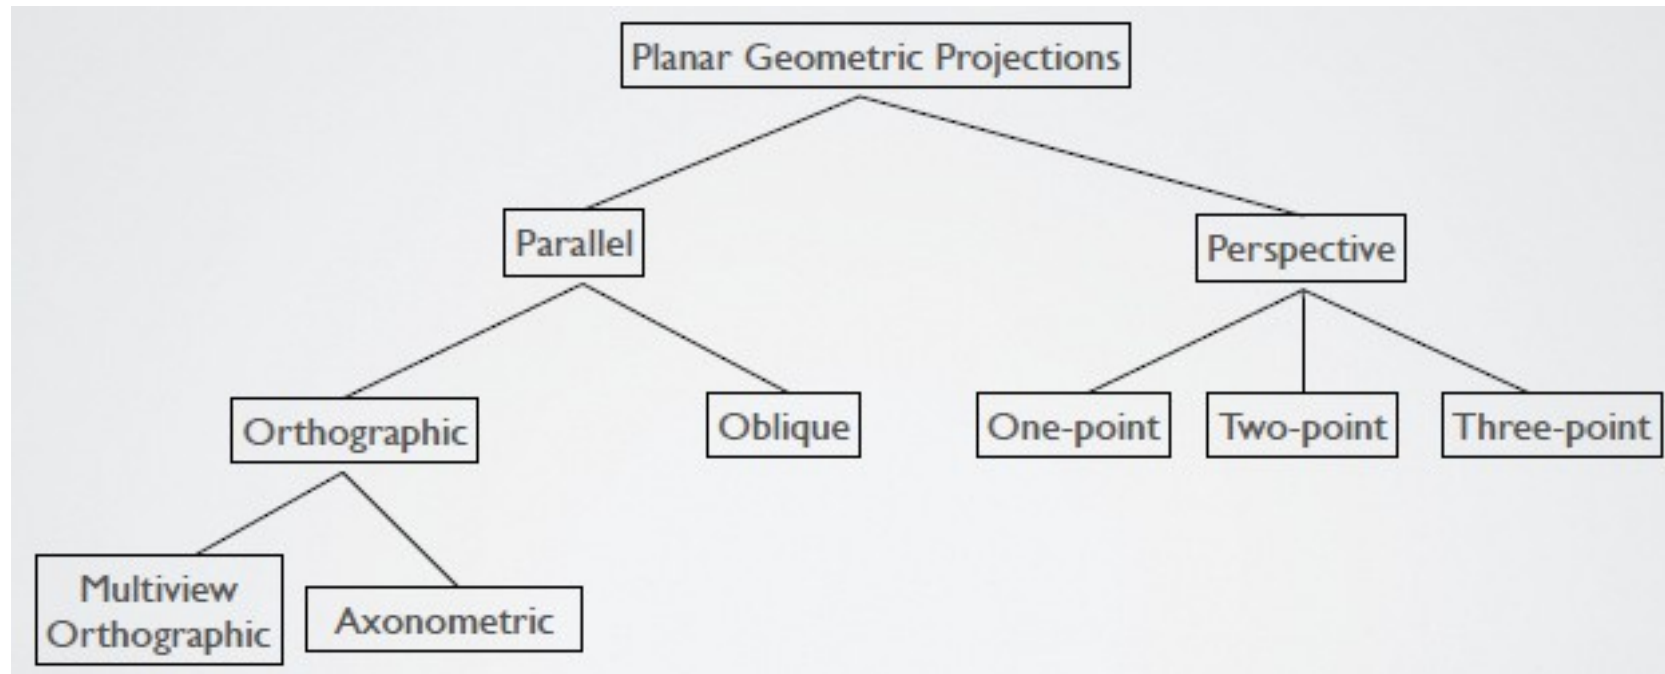 Planar Geometric Projections
Parallel
Perspective
Orthographic
Oblique
One-point
Two-point
Three-point
Multiview
Orthographic
Axonometric